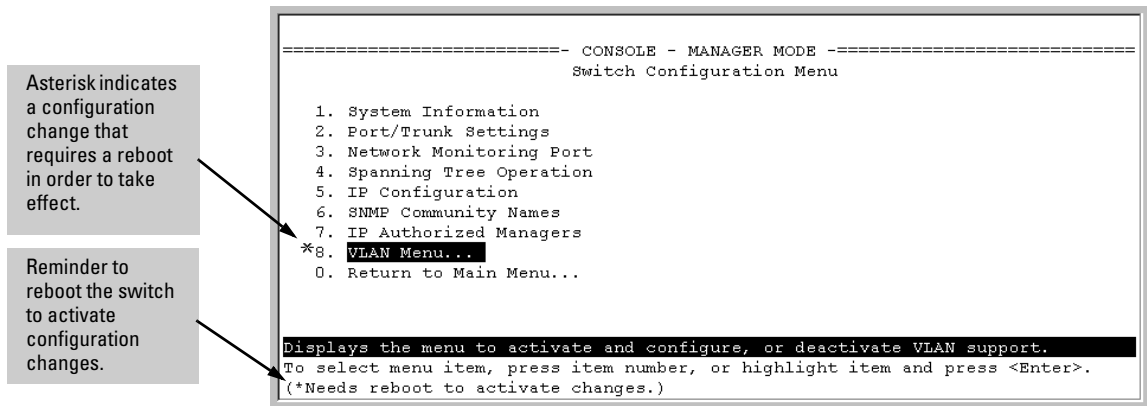 ==========================- CONSOLE - MANAGER MODE -============================
Switch Configuration Menu
1. System Information
2. Port/Trunk Settings
3. Network Monitoring Port
4. Spanning Tree Operation
5. IP Configuration
6. SNMP Community Names
7. IP Authorized Managers
*8. VLAN Menu...
0. Return to Main Menu...
Displays the menu to activate and configure, or deactivate VLAN support.
To select menu item, press item number, or highlight item and press <Enter>.
(*Needs reboot to activate changes.)
Asterisk indicates
a configuration
change that
requires a reboot
in order to take
effect.
Reminder to
reboot the switch
to activate
configuration
changes.